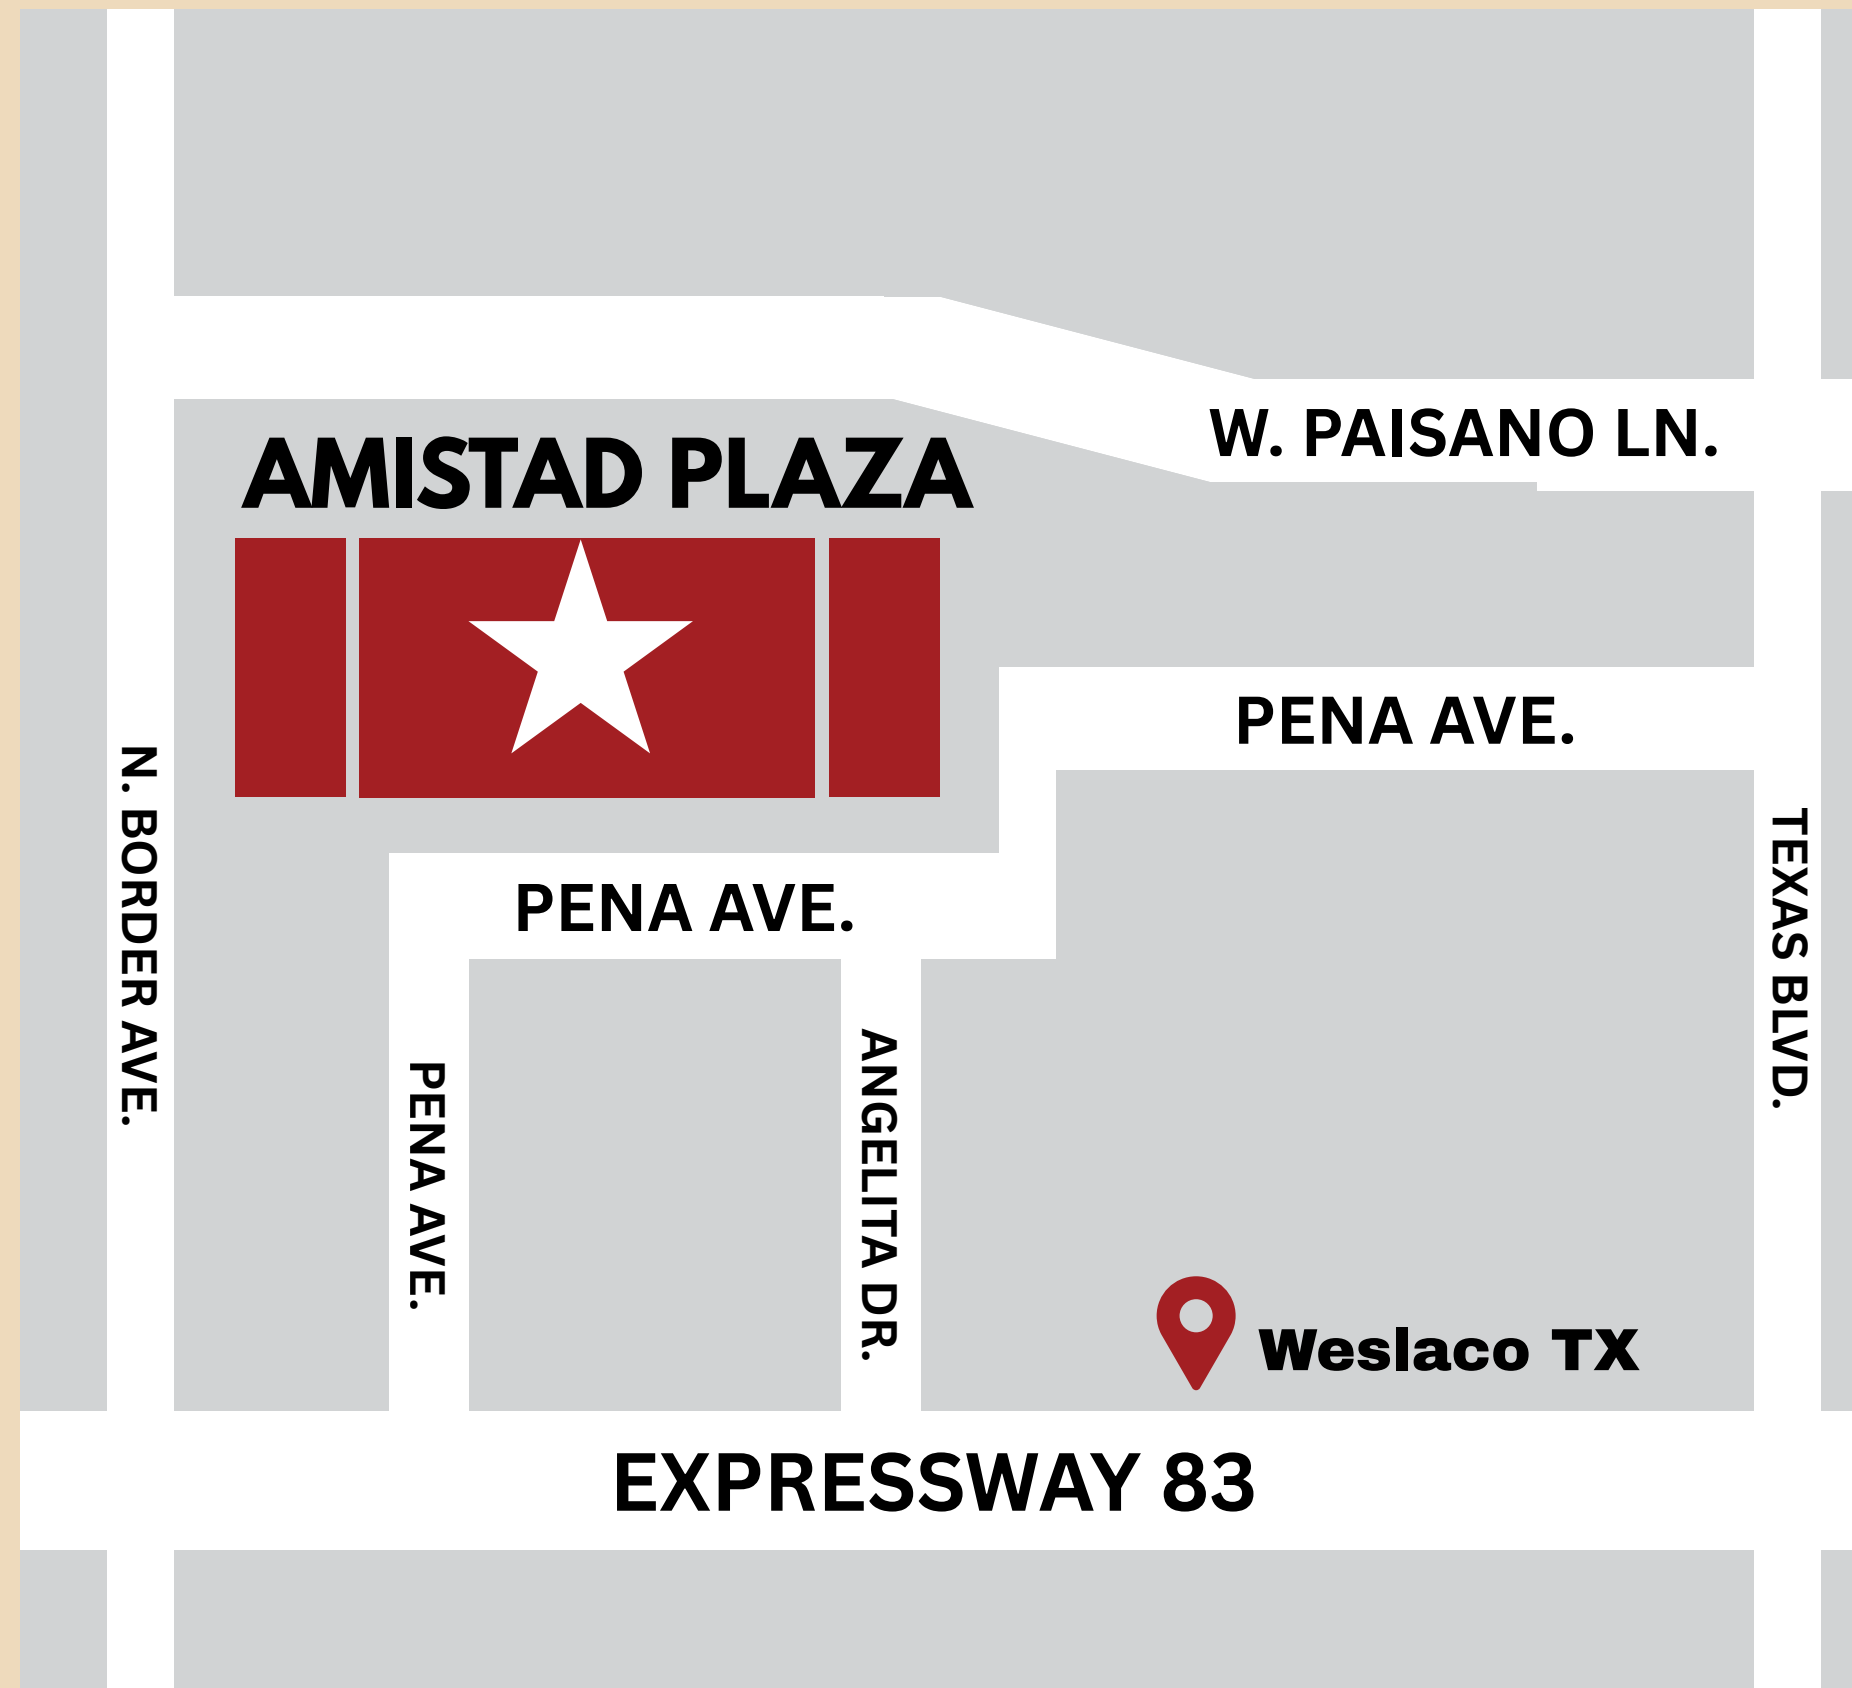 W. PAISANO LN.
AMISTAD PLAZA
PENA AVE.
N. BORDER AVE.
TEXAS BLVD.
PENA AVE.
PENA AVE.
ANGELITA DR.
Weslaco TX
EXPRESSWAY 83